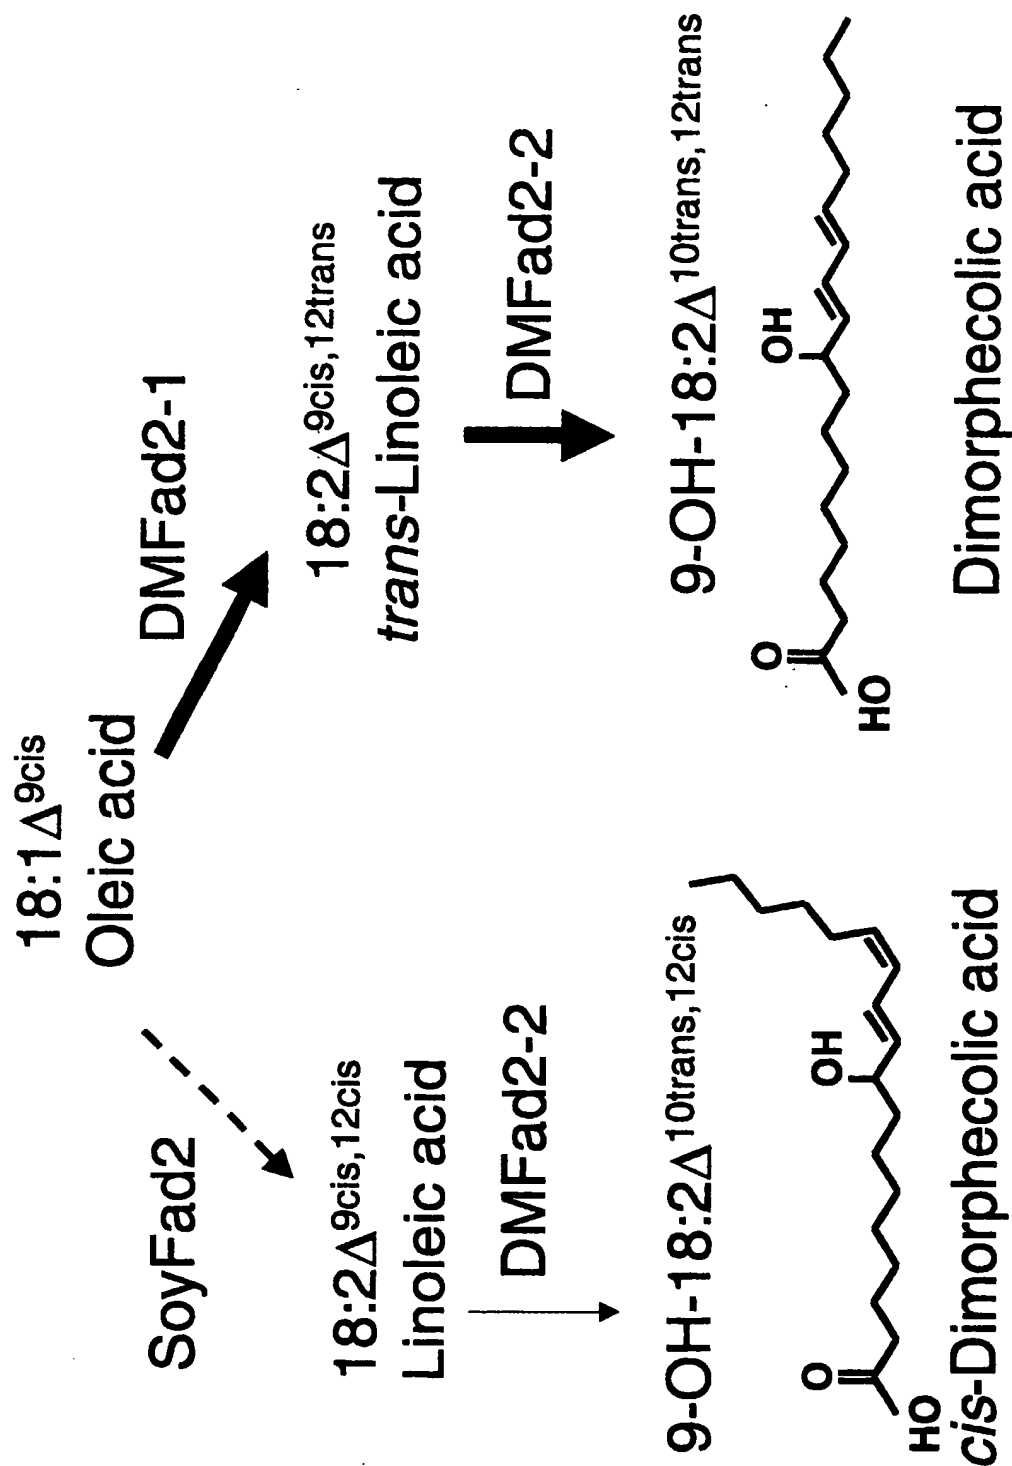 18:1Δ9cis
Oleic acid
SoyFad2
DMFad2-1
18:2Δ9cis,12cis
Linoleic acid
18:2Δ9cis,12trans
trans-Linoleic acid
DMFad2-2
DMFad2-2
9-OH-18:2Δ10trans,12cis
9-OH-18:2Δ10trans,12trans
O
HO
OH
O
HO
OH
cis-Dimorphecolic acid
Dimorphecolic acid